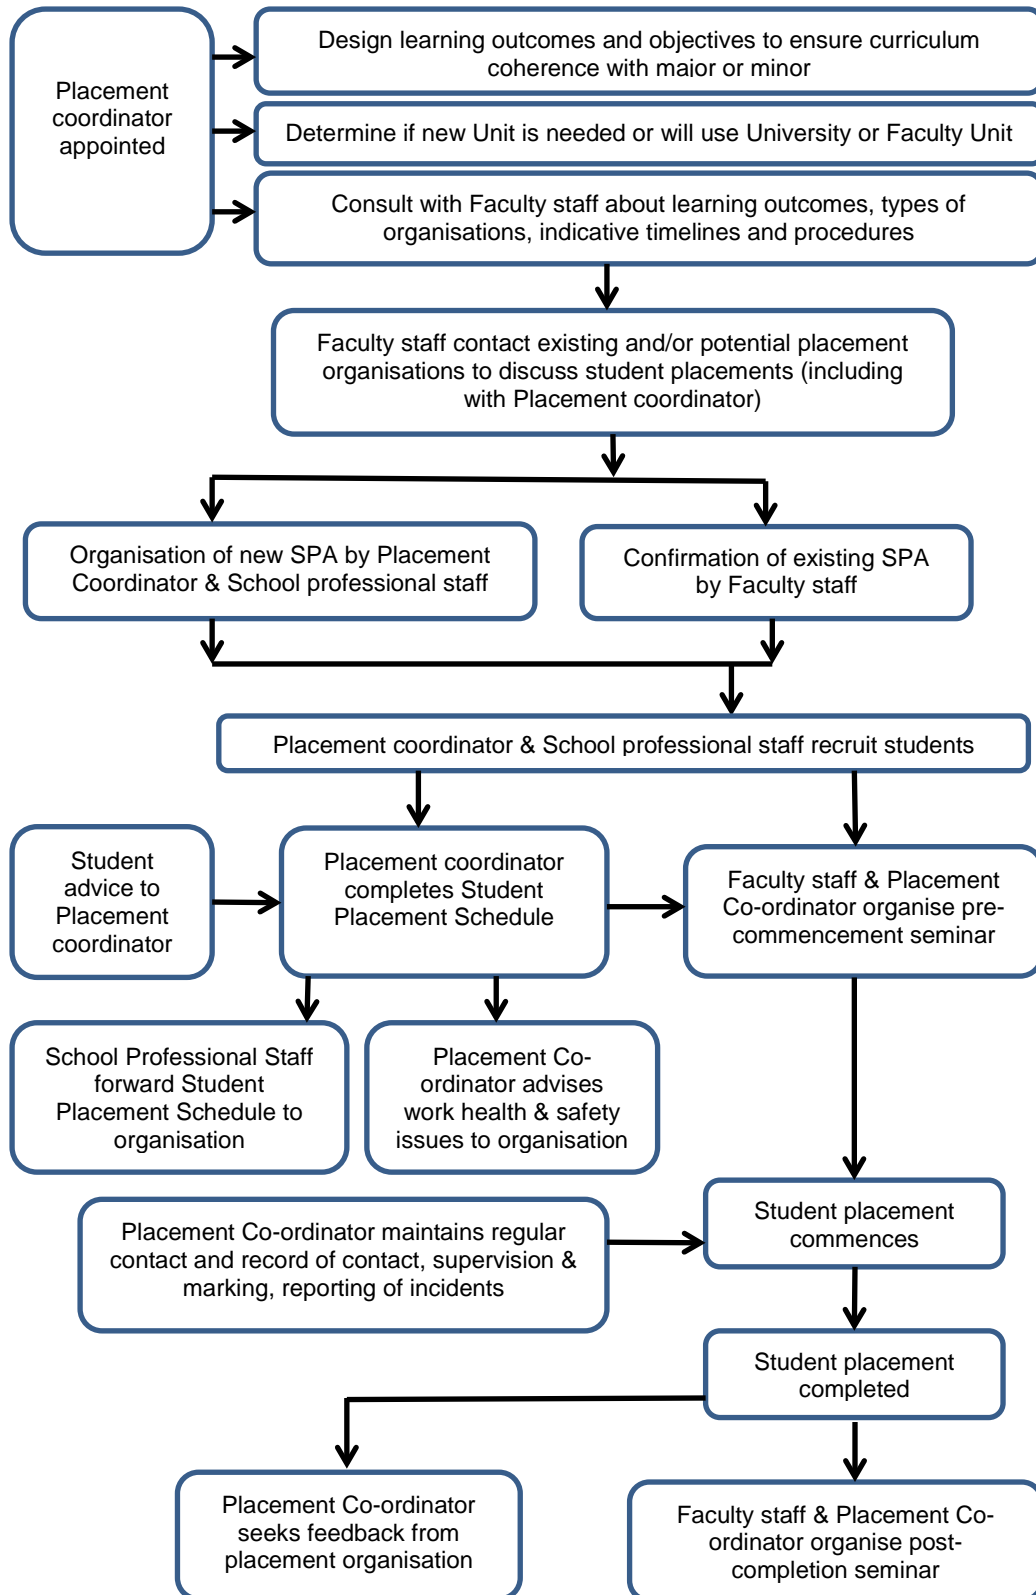 Placement
coordinator
appointed
Design learning outcomes and objectives to ensure curriculum
coherence with major or minor
Determine if new Unit is needed or will use University or Faculty Unit
Consult with Faculty staff about learning outcomes, types of
organisations, indicative timelines and procedures
Faculty staff contact existing and/or potential placement
organisations to discuss student placements (including
with Placement coordinator)
Organisation of new SPA by Placement
Coordinator & School professional staff
Confirmation of existing SPA
by Faculty staff
Placement coordinator & School professional staff recruit students
Student
advice to
Placement
coordinator
Placement coordinator
completes Student
Placement Schedule
Faculty staff & Placement
Co-ordinator organise pre-
commencement seminar
School Professional Staff
forward Student
Placement Schedule to
organisation
Placement Co-
ordinator advises
work health & safety
issues to organisation
Student placement
commences
Placement Co-ordinator maintains regular
contact and record of contact, supervision &
marking, reporting of incidents
Student placement
completed
Placement Co-ordinator
seeks feedback from
placement organisation
Faculty staff & Placement Co-
ordinator organise post-
completion seminar